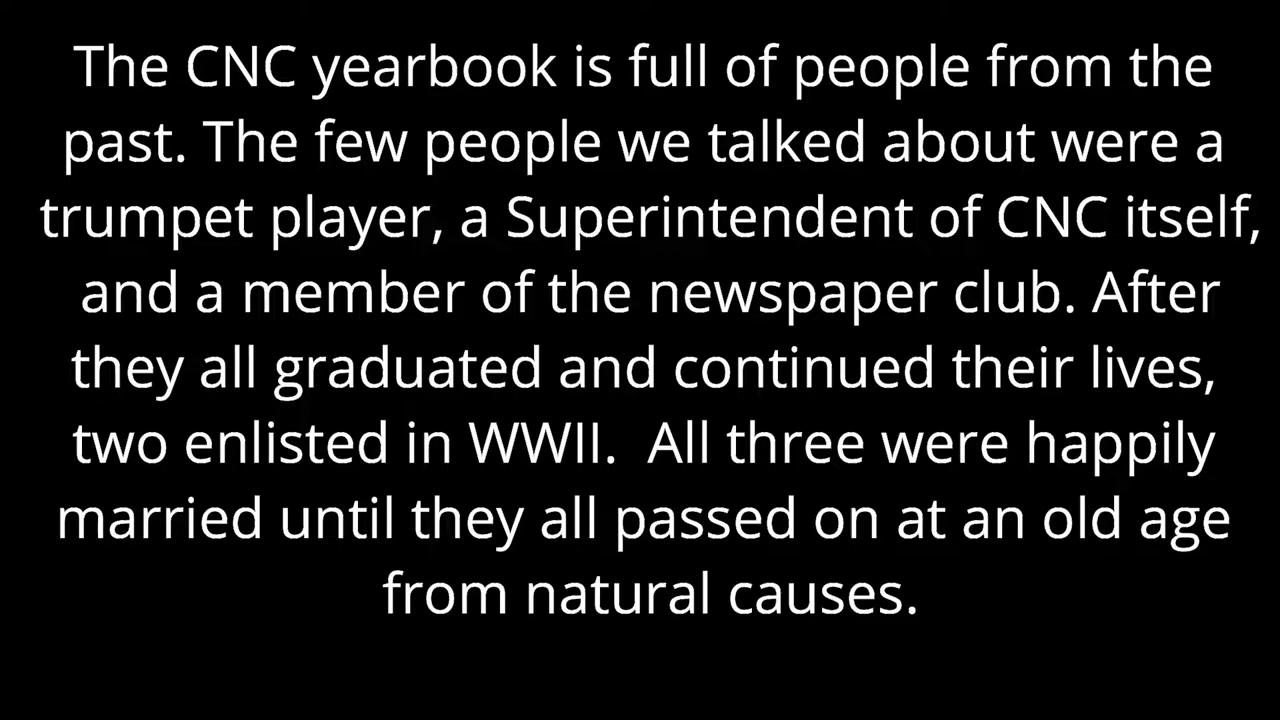 The CNC yearbook is full of people from the
past. The few people we talked about were a
trumpet player, a Superintendent of CNC itself,
and a member of the newspaper club. After
they all graduated and continued their lives,
two enlisted in WWII.  All three were happily
married until they all passed on at an old age
from natural causes.